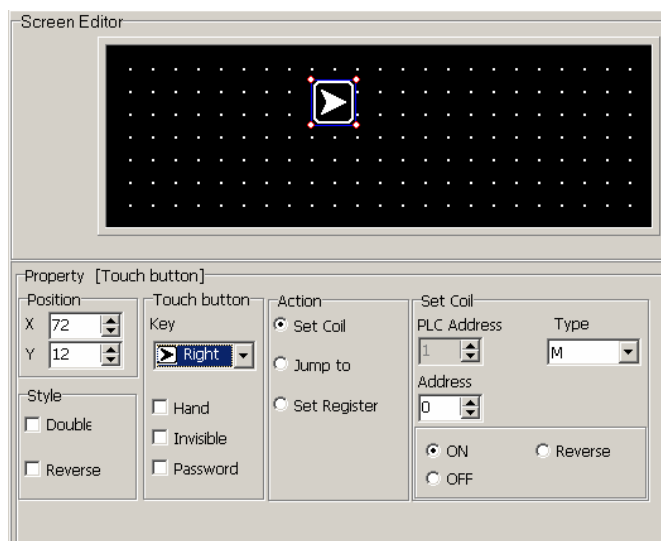 Screen Editor
Property [Touch button]
Position
X 72
Y 12
Style
Double
Reverse
Touch button
Key
Right
Hand
Invisible
Password
Action
Set Coil
Jump to
Set Register
Set Coil
PLC Address
1
Type
M
Address
0
ON
Reverse
OFF